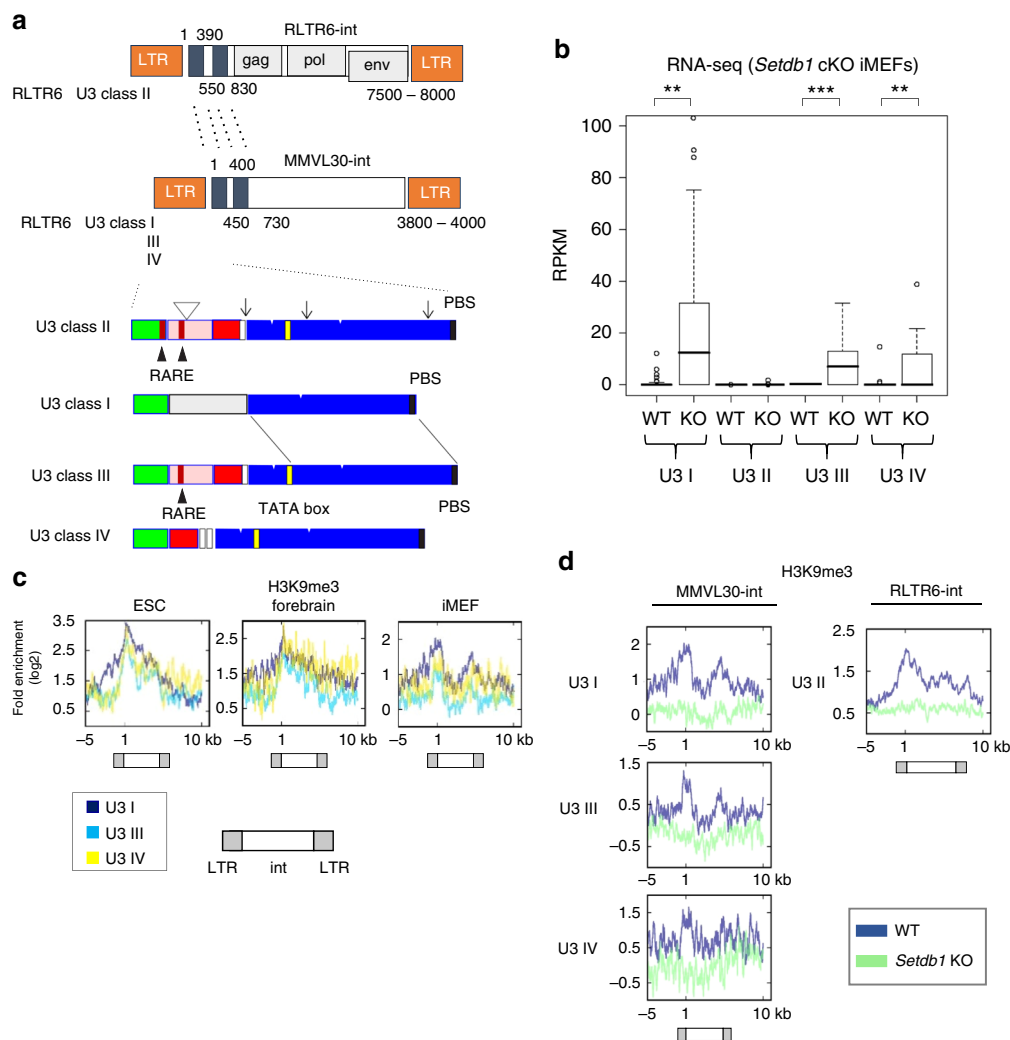 a
1 390 RLTR6-int
LTR gag pol env LTR
RLTR6 U3 class II 550 830 7500 – 8000
1 400 MMVL30-int
LTR LTR
RLTR6 U3 class I 450 730 3800 – 4000
III
IV
PBS
U3 class II
RARE
PBS
U3 class I
U3 class III
RARE TATA box PBS
U3 class IV
b
RNA-seq (Setdb1 cKO iMEFs)
** *** **
RPKM
100
80
60
40
20
0
WT KO WT KO WT KO WT KO
U3 I U3 II U3 III U3 IV
c
H3K9me3
ESC forebrain iMEF
Fold enrichment
(log2)
3.5
2.5
1.5
0.5
2.5
1.5
0.5
2
1
0
–5 1 10 kb
–5 1 10 kb
–5 1 10 kb
U3 I
U3 III
U3 IV
LTR int LTR
d
H3K9me3
MMVL30-int RLTR6-int
U3 I
2
1
0
–5 1 10 kb
U3 II
2.5
1.5
0.5
–5 1 10 kb
U3 III
1.5
0.5
–0.5
–5 1 10 kb
U3 IV
1.5
0.5
–0.5
–5 1 10 kb
WT
Setdb1 KO